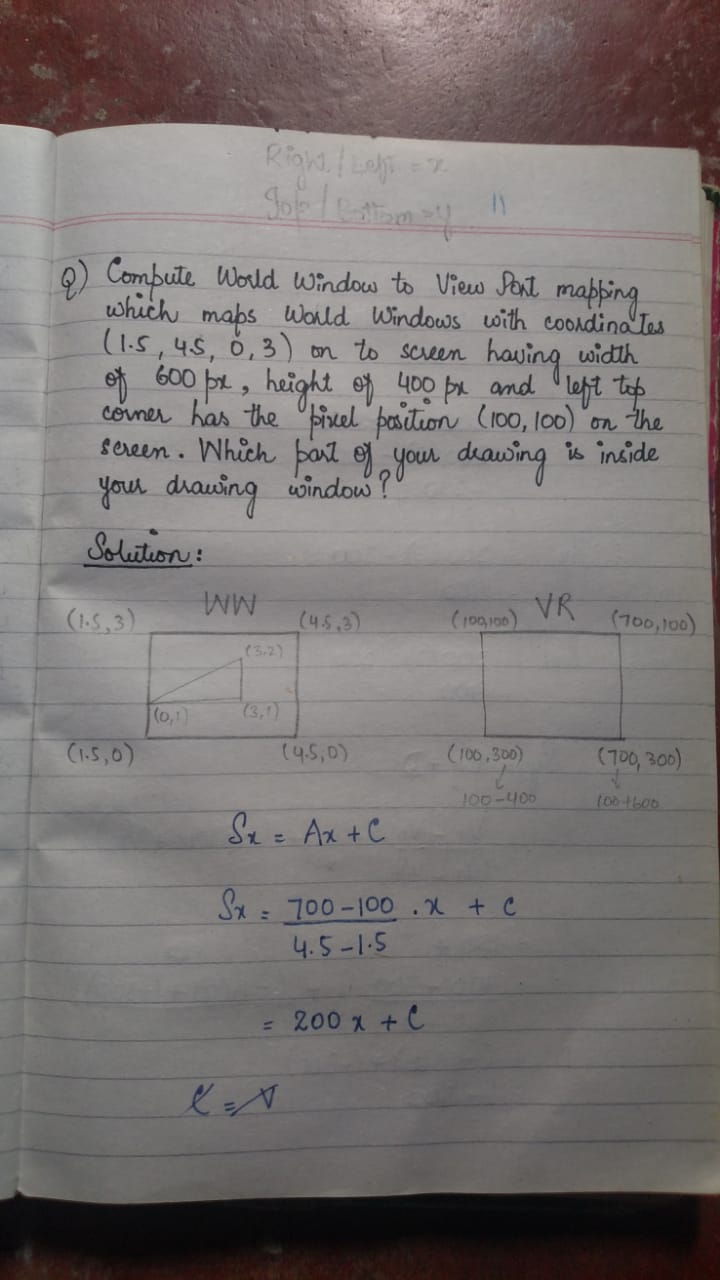 Right / Left = x
Top / Bottom = y
11
Q) Compute World Window to View Port mapping
which maps World Windows with coordinates
(1.5, 4.5, 0, 3) on to screen having width
of 600 px, height of 400 px and left top
corner has the pixel position (100, 100) on the
screen. Which part of your drawing is inside
your drawing window?
Solution:
WW VR
(1.5, 3) (4.5, 3) (100,100) (700,100)
(3,2)
(0,1) (3,1)
(1.5, 0) (4.5, 0) (100, 300) (700, 300)
100-400 100+600
Sx = Ax + C
Sx = 700-100 . x + C
4.5-1.5
= 200 x + C